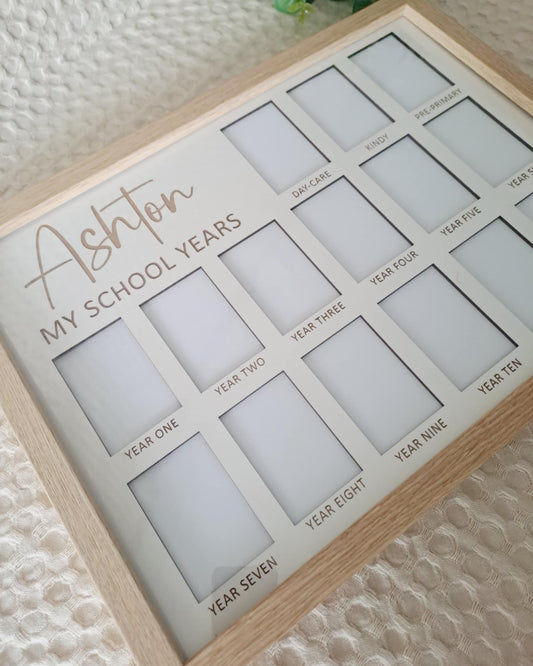 Ashton
MY SCHOOL YEARS
DAY-CARE KINDY PRE-PRIMARY
YEAR ONE YEAR TWO YEAR THREE YEAR FOUR YEAR FIVE YEAR
YEAR SEVEN YEAR EIGHT YEAR NINE YEAR TEN